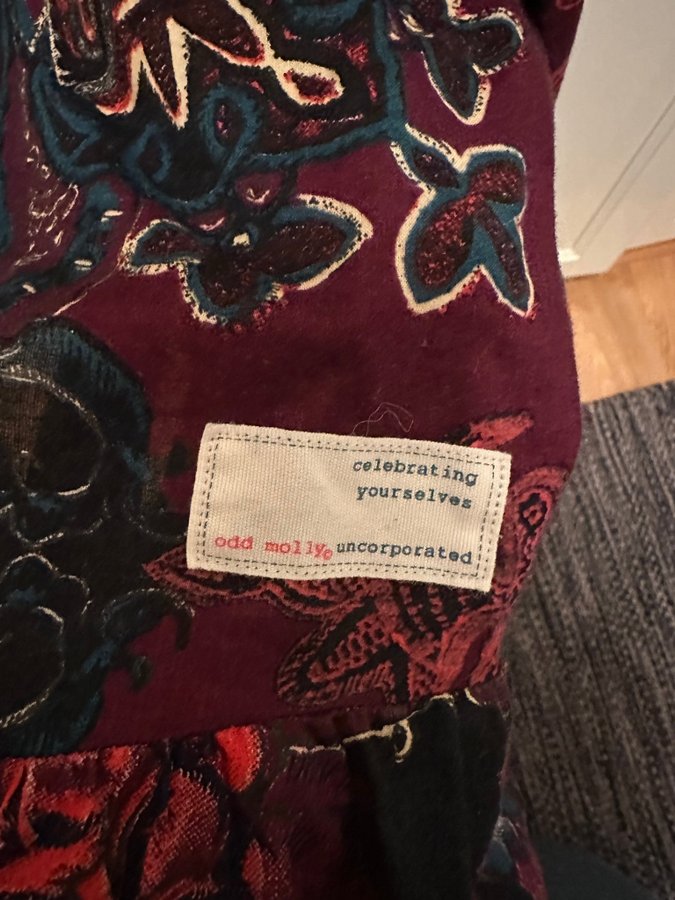 celebrating
yourselves
odd molly© uncorporated